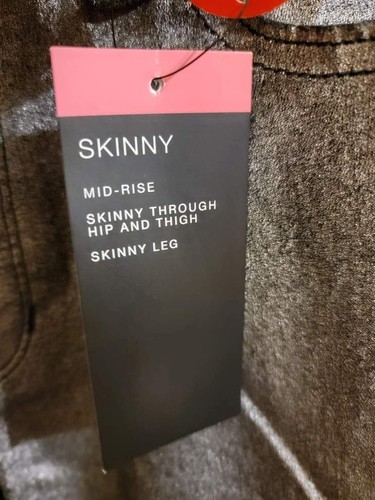 SKINNY
MID-RISE
SKINNY THROUGH
HIP AND THIGH
SKINNY LEG